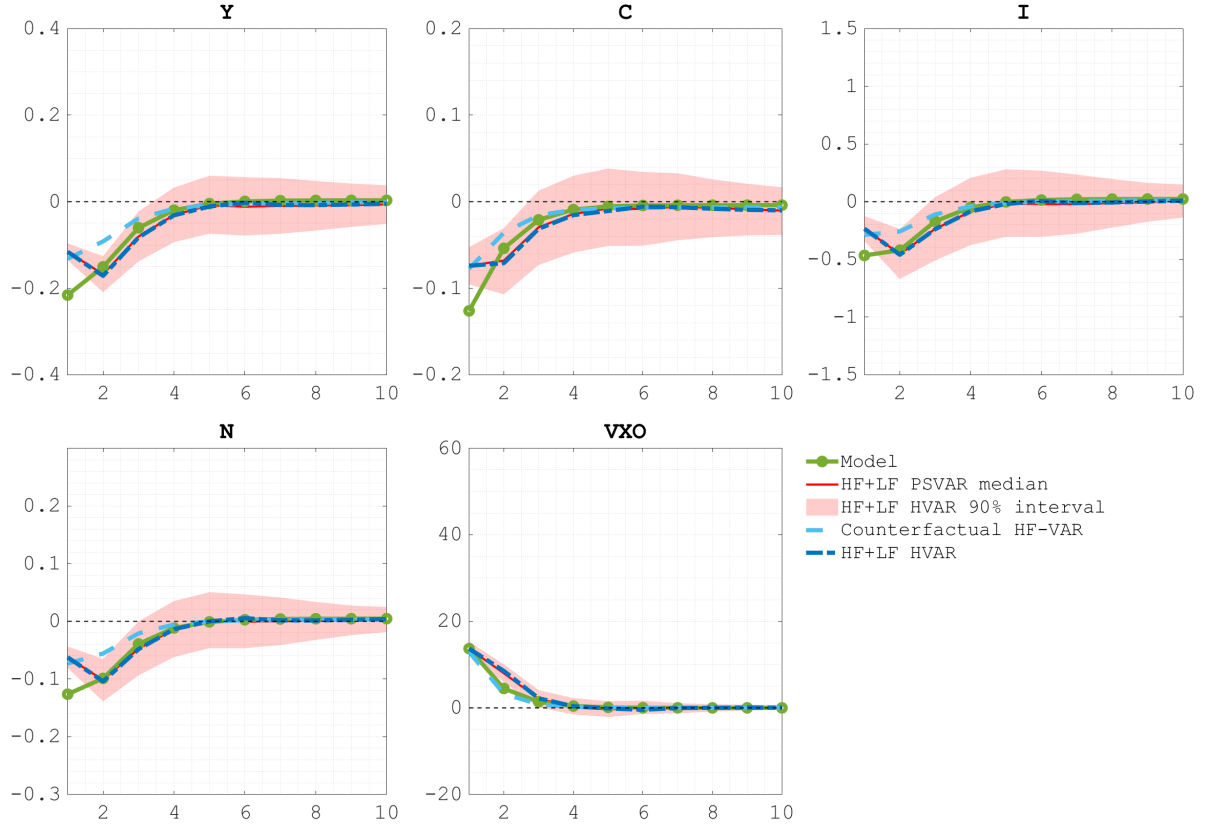 Y
0.4
0.2
0
-0.2
-0.4
2 4 6 8 10
C
0.2
0.1
0
-0.1
-0.2
2 4 6 8 10
I
1.5
1
0.5
0
-0.5
-1
-1.5
2 4 6 8 10
N
0.2
0.1
0
-0.1
-0.2
-0.3
2 4 6 8 10
VXO
60
40
20
0
-20
2 4 6 8 10
Model
HF+LF PSVAR median
HF+LF HVAR 90% interval
Counterfactual HF-VAR
HF+LF HVAR